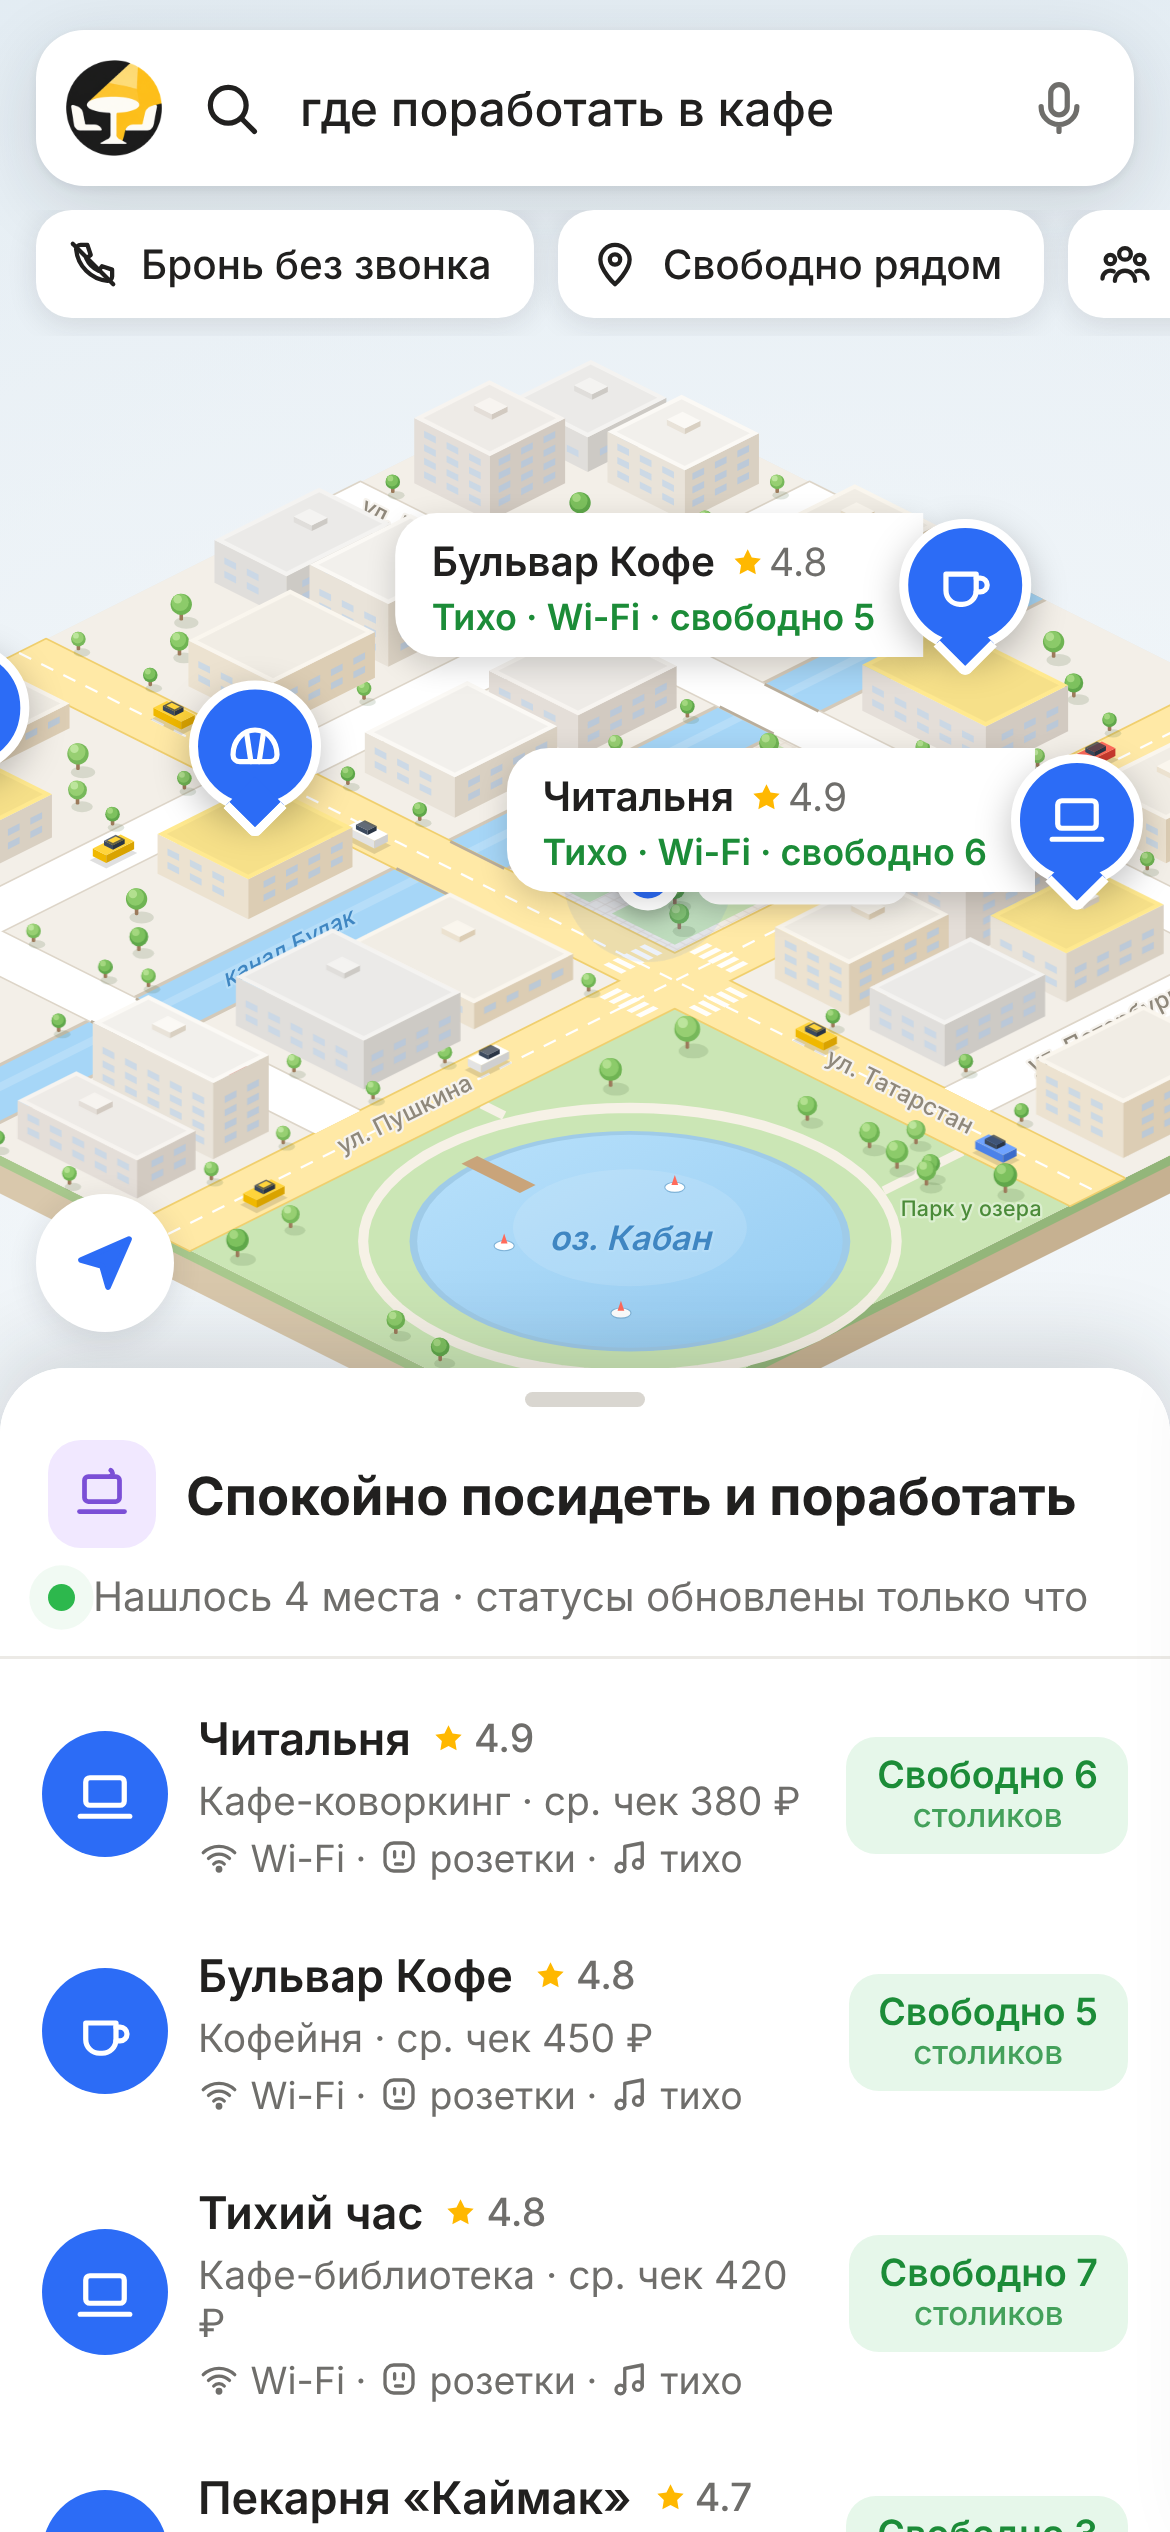 где поработать в кафе
Бронь без звонка
Свободно рядом
ул.
Бульвар Кофе 4.8
Тихо · Wi-Fi · свободно 5
Читальня 4.9
Тихо · Wi-Fi · свободно 6
канал Булак
ул. Пушкина
ул. Татарстан
Парк у озера
оз. Кабан
Спокойно посидеть и поработать
Нашлось 4 места · статусы обновлены только что
Читальня 4.9
Кафе-коворкинг · ср. чек 380 ₽
Wi-Fi · розетки · тихо
Свободно 6
столиков
Бульвар Кофе 4.8
Кофейня · ср. чек 450 ₽
Wi-Fi · розетки · тихо
Свободно 5
столиков
Тихий час 4.8
Кафе-библиотека · ср. чек 420
₽
Wi-Fi · розетки · тихо
Свободно 7
столиков
Пекарня «Каймак» 4.7
Свободно 3